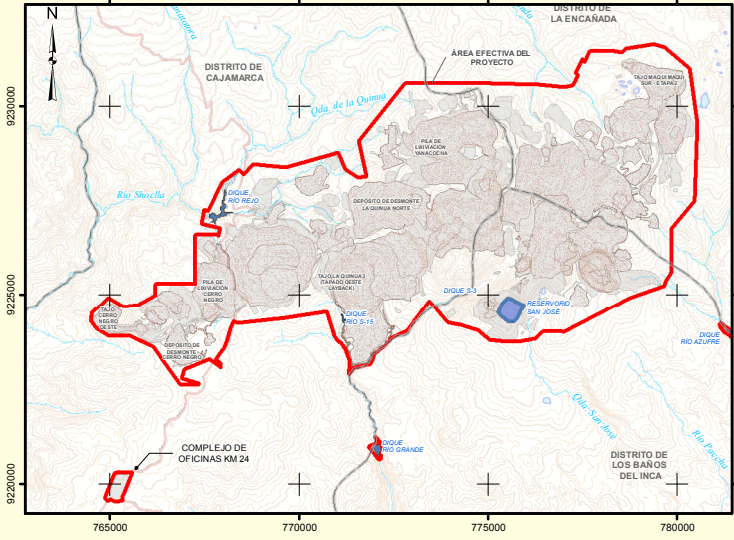 N
DISTRITO DE
LA ENCAÑADA
DISTRITO DE
CAJAMARCA
ÁREA EFECTIVA DEL
PROYECTO
TAJO MAQUI MAQUI
SUR - ETAPA 2
9230000
Qda. de la Quinua
PILA DE
LIXIVIACIÓN
YANACOCHA
Río Shoclla
DIQUE
RÍO REJO
DEPÓSITO DE DESMONTE
LA QUINUA NORTE
PILA DE
LIXIVIACIÓN
CERRO
NEGRO
TAJO LA QUINUA 3
(TAPADO OESTE
LAYBACK)
DIQUE S-3
9225000
RESERVORIO
SAN JOSÉ
TAJO
CERRO
NEGRO
OESTE
DIQUE
RÍO S-15
DEPÓSITO DE
DESMONTE
CERRO NEGRO
DIQUE
RÍO AZUFRE
Qda. San José
Río Paccha
COMPLEJO DE
OFICINAS KM 24
DIQUE
RÍO GRANDE
DISTRITO DE
LOS BAÑOS
DEL INCA
9220000
765000
770000
775000
780000